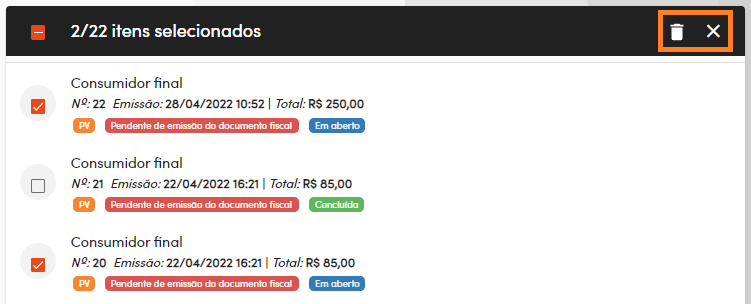 2/22 itens selecionados
Consumidor final
Nº: 22 Emissão: 28/04/2022 10:52 | Total: R$ 250,00
PV Pendente de emissão do documento fiscal Em aberto
Consumidor final
Nº: 21 Emissão: 22/04/2022 16:21 | Total: R$ 85,00
PV Pendente de emissão do documento fiscal Concluída
Consumidor final
Nº: 20 Emissão: 22/04/2022 16:21 | Total: R$ 85,00
PV Pendente de emissão do documento fiscal Em aberto